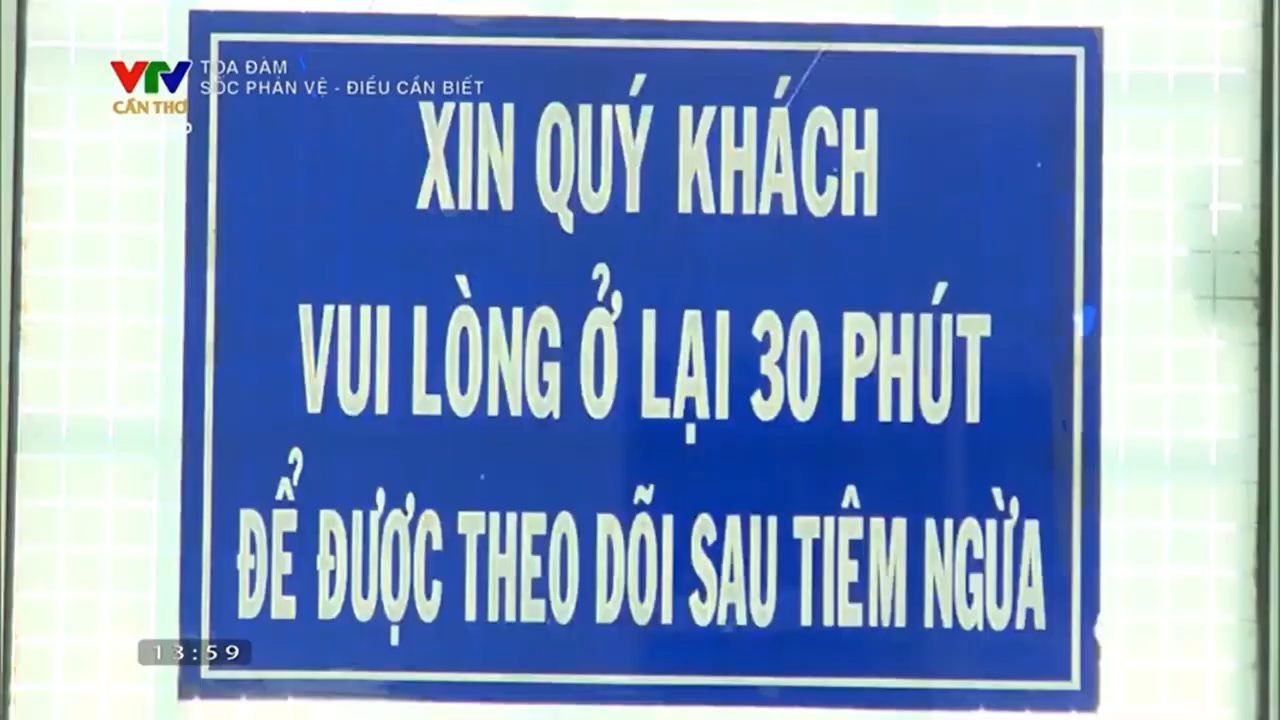 VTV
CẦN THƠ
TỌA ĐÀM
SỐC PHẢN VỆ - ĐIỀU CẦN BIẾT
XIN QUÝ KHÁCH
VUI LÒNG Ở LẠI 30 PHÚT
ĐỂ ĐƯỢC THEO DÕI SAU TIÊM NGỪA
13:59